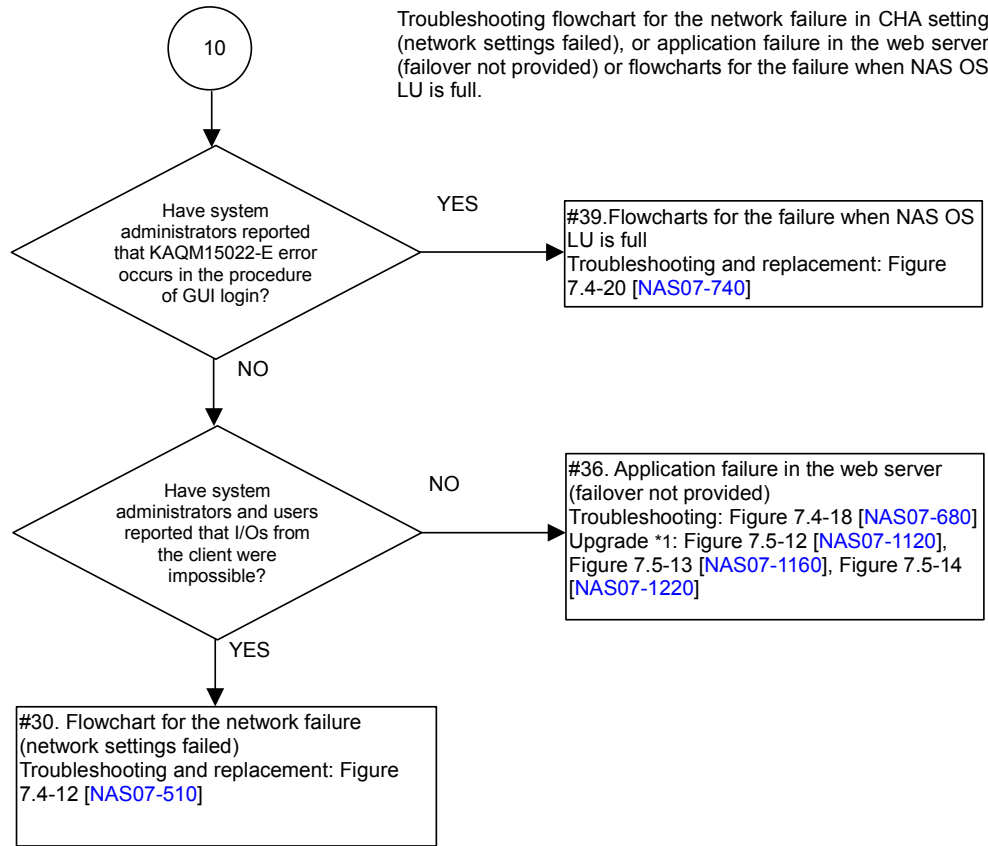 10
Troubleshooting flowchart for the network failure in CHA setting
(network settings failed), or application failure in the web server
(failover not provided) or flowcharts for the failure when NAS OS
LU is full.
Have system
administrators reported
that KAQM15022-E error
occurs in the procedure
of GUI login?
YES
#39.Flowcharts for the failure when NAS OS
LU is full
Troubleshooting and replacement: Figure
7.4-20 [NAS07-740]
NO
Have system
administrators and users
reported that I/Os from
the client were
impossible?
NO
#36. Application failure in the web server
(failover not provided)
Troubleshooting: Figure 7.4-18 [NAS07-680]
Upgrade *1: Figure 7.5-12 [NAS07-1120],
Figure 7.5-13 [NAS07-1160], Figure 7.5-14
[NAS07-1220]
YES
#30. Flowchart for the network failure
(network settings failed)
Troubleshooting and replacement: Figure
7.4-12 [NAS07-510]